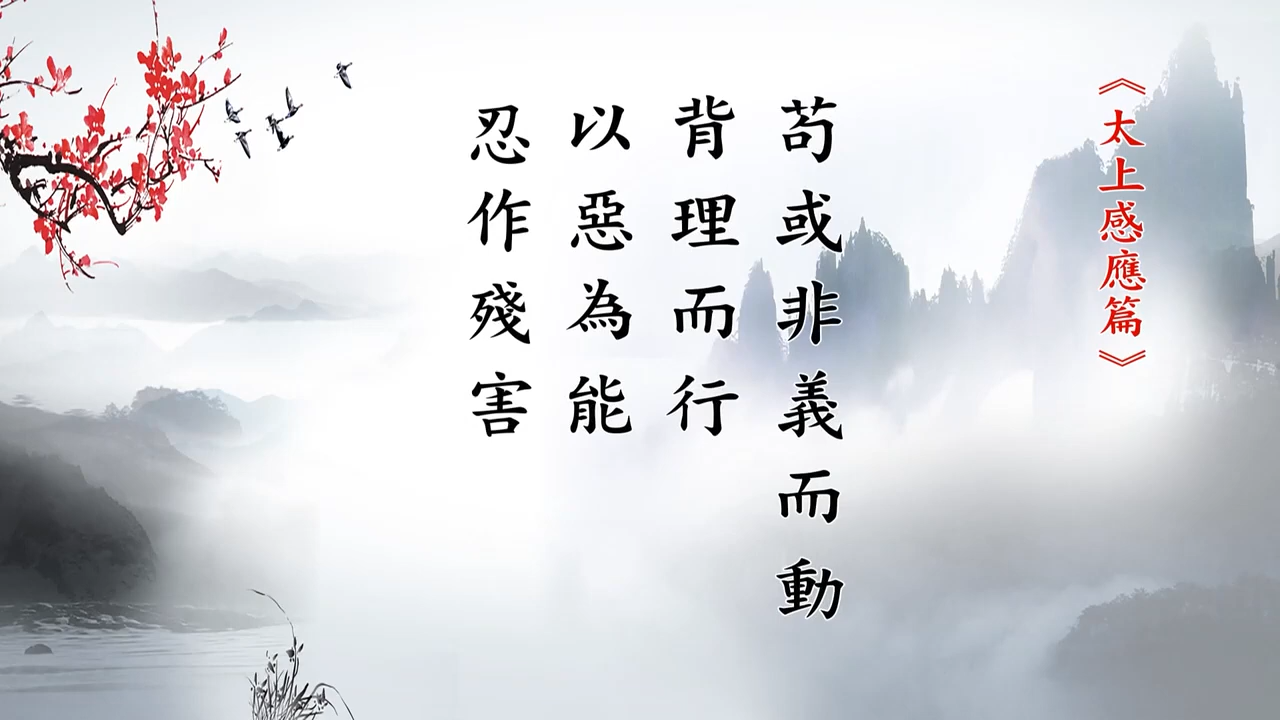 《太上感應篇》
苟或非義而動
背理而行
以惡為能
忍作殘害